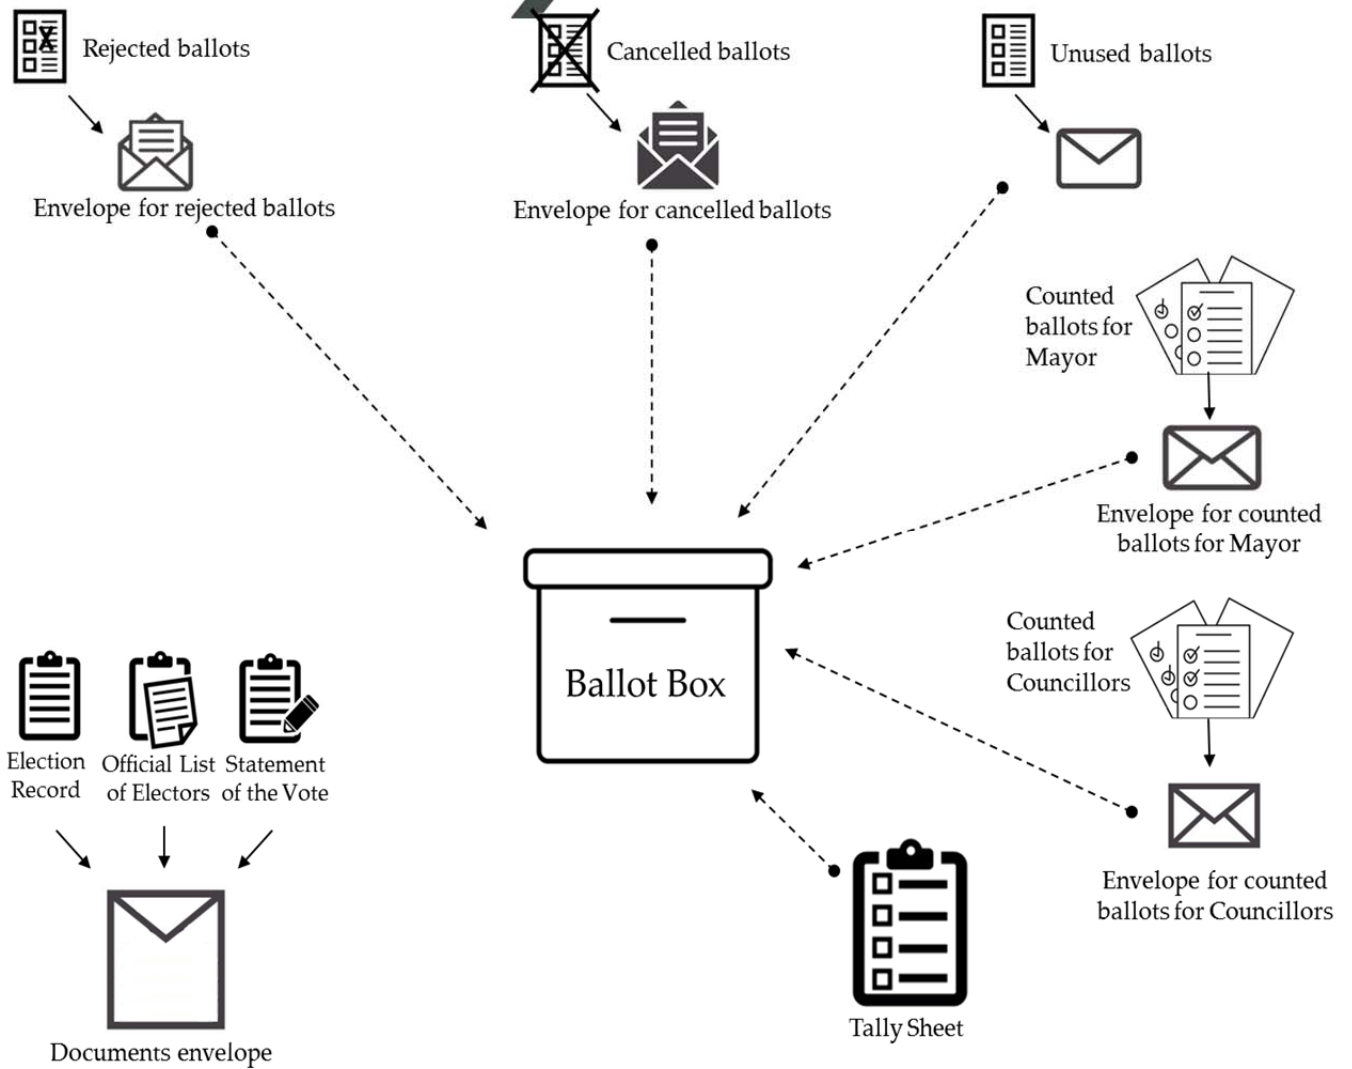 Rejected ballots
Cancelled ballots
Unused ballots
Envelope for rejected ballots
Envelope for cancelled ballots
Counted
ballots for
Mayor
Envelope for counted
ballots for Mayor
Counted
ballots for
Councillors
Ballot Box
Election
Record
Official List
of Electors
Statement
of the Vote
Envelope for counted
ballots for Councillors
Tally Sheet
Documents envelope